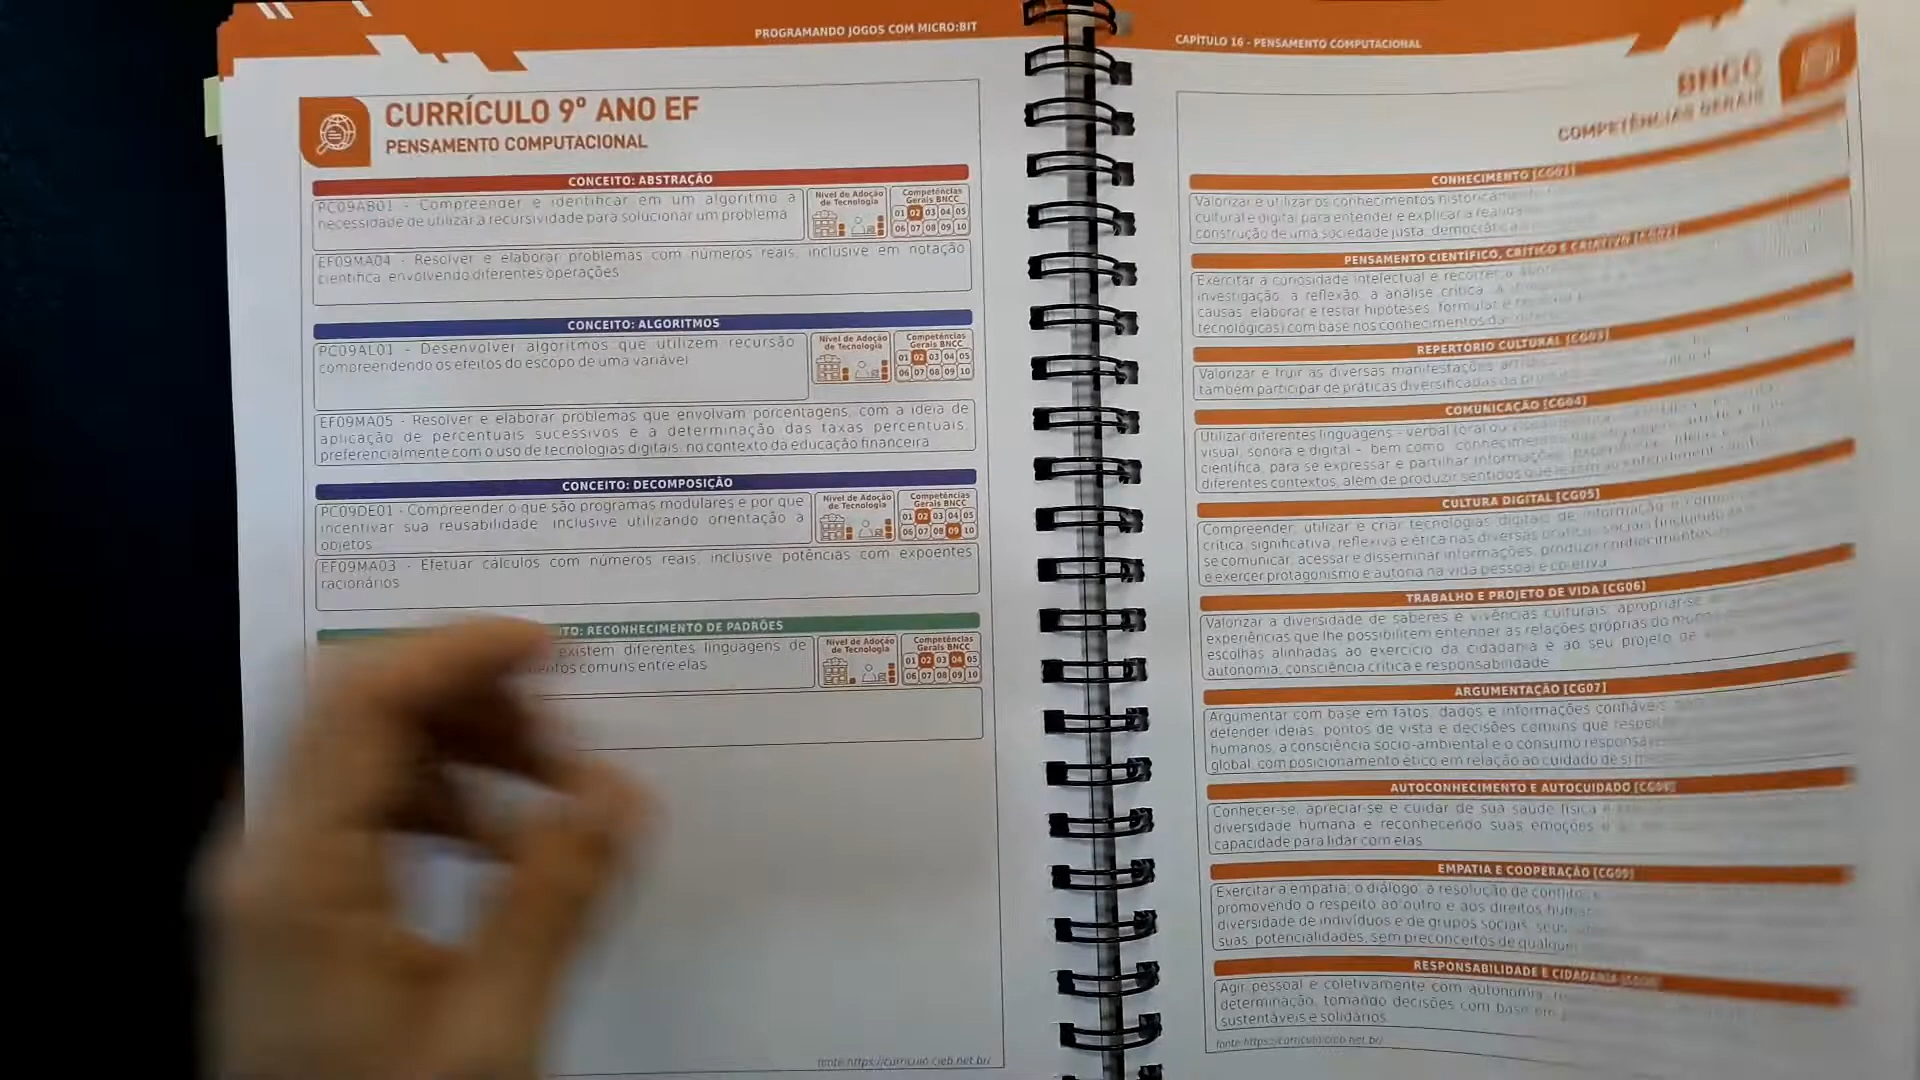 PROGRAMANDO JOGOS COM MICRO:BIT
CURRÍCULO 9º ANO EF
PENSAMENTO COMPUTACIONAL
CONCEITO: ABSTRAÇÃO
PC09AB01 - Compreender e identificar em um algoritmo a
necessidade de utilizar a recursividade para solucionar um problema
Nível de Adoção
de Tecnologia
Competências
Gerais BNCC
01 02 03 04 05
06 07 08 09 10
EF09MA04 - Resolver e elaborar problemas com números reais, inclusive em notação
científica, envolvendo diferentes operações
CONCEITO: ALGORITMOS
PC09AL01 - Desenvolver algoritmos que utilizem recursão
compreendendo os efeitos do escopo de uma variável
Nível de Adoção
de Tecnologia
Competências
Gerais BNCC
01 02 03 04 05
06 07 08 09 10
EF09MA05 - Resolver e elaborar problemas que envolvam porcentagens, com a ideia de
aplicação de percentuais sucessivos e a determinação das taxas percentuais,
preferencialmente com o uso de tecnologias digitais, no contexto da educação financeira
CONCEITO: DECOMPOSIÇÃO
PC09DE01 - Compreender o que são programas modulares e por que
incentivar sua reusabilidade, inclusive utilizando orientação a
objetos
Nível de Adoção
de Tecnologia
Competências
Gerais BNCC
01 02 03 04 05
06 07 08 09 10
EF09MA03 - Efetuar cálculos com números reais, inclusive potências com expoentes
racionários
RECONHECIMENTO DE PADRÕES
existem diferentes linguagens de
comuns entre elas
Nível de Adoção
de Tecnologia
Competências
Gerais BNCC
01 02 03 04 05
06 07 08 09 10
fonte:https://curriculo.cieb.net.br/
CAPÍTULO 16 - PENSAMENTO COMPUTACIONAL
BNCC
COMPETÊNCIAS GERAIS
CONHECIMENTO [CG01]
Valorizar e utilizar os conhecimentos
cultural e digital para entender e explicar a
construção de uma sociedade justa, democrática
PENSAMENTO CIENTÍFICO, CRÍTICO E CRIATIVO [CG02]
Exercitar a curiosidade intelectual e recorrer
investigação, a reflexão, a análise crítica, a
causas, elaborar e testar hipóteses, formular e
tecnológicas) com base nos conhecimentos das
REPERTÓRIO CULTURAL [CG03]
Valorizar e fruir as diversas manifestações
também participar de práticas diversificadas da
COMUNICAÇÃO [CG04]
Utilizar diferentes linguagens - verbal (oral ou
visual, sonora e digital - bem como conhecimentos
científica, para se expressar e partilhar informações,
diferentes contextos, além de produzir sentidos que
CULTURA DIGITAL [CG05]
Compreender, utilizar e criar tecnologias digitais de informação e
crítica, significativa, reflexiva e ética nas diversas práticas sociais
se comunicar, acessar e disseminar informações, produzir conhecimentos,
e exercer protagonismo e autoria na vida pessoal e coletiva
TRABALHO E PROJETO DE VIDA [CG06]
Valorizar a diversidade de saberes e vivências culturais, apropriar-se
experiências que lhe possibilitem entender as relações próprias do
escolhas alinhadas ao exercício da cidadania e ao seu projeto de
autonomia, consciência crítica e responsabilidade
ARGUMENTAÇÃO [CG07]
Argumentar com base em fatos, dados e informações confiáveis,
defender ideias, pontos de vista e decisões comuns que
humanos, a consciência socio-ambiental e o consumo
global, com posicionamento ético em relação ao cuidado de si
AUTOCONHECIMENTO E AUTOCUIDADO [CG08]
Conhecer-se, apreciar-se e cuidar de sua saúde física
diversidade humana e reconhecendo suas emoções
capacidade para lidar com elas
EMPATIA E COOPERAÇÃO [CG09]
Exercitar a empatia, o diálogo, a resolução de
promovendo o respeito ao outro e aos direitos
diversidade de indivíduos e de grupos sociais, seus
suas potencialidades, sem preconceitos de
RESPONSABILIDADE E CIDADANIA
Agir pessoal e coletivamente com autonomia,
determinação, tomando decisões com base em
sustentáveis e solidários
fonte:https://curriculo.cieb.net.br/